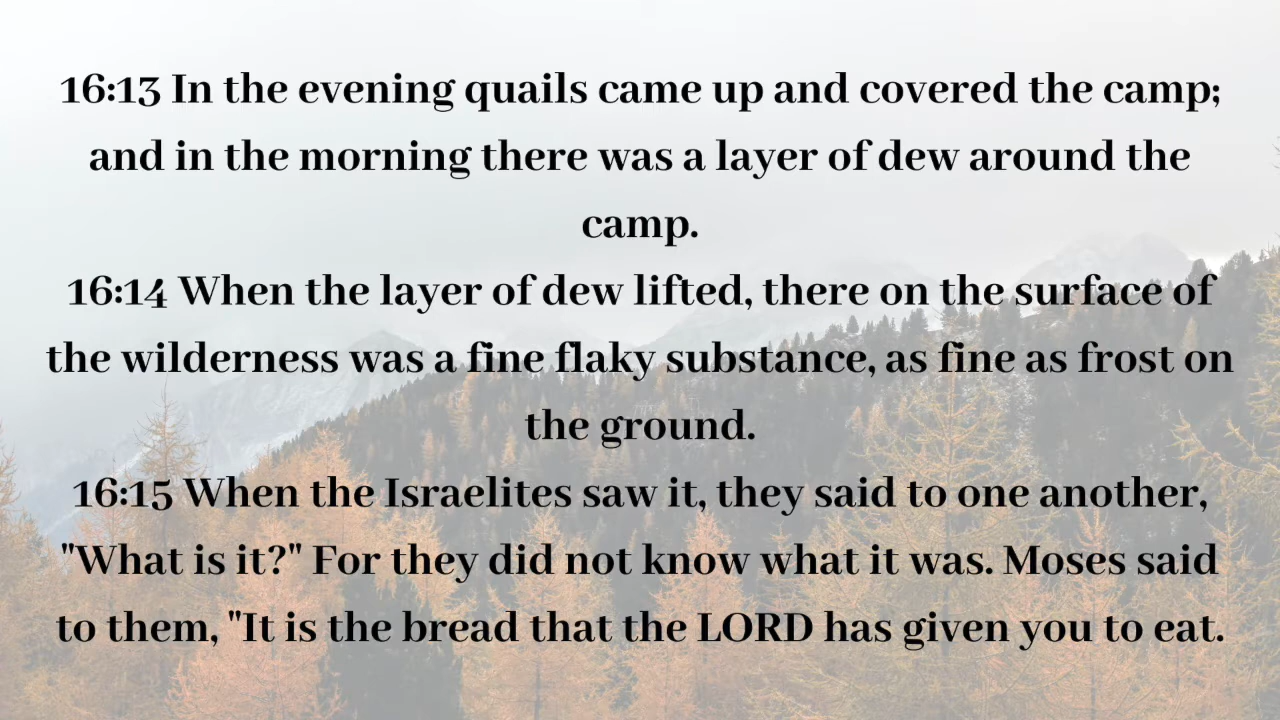 16:13 In the evening quails came up and covered the camp;
and in the morning there was a layer of dew around the
camp.
16:14 When the layer of dew lifted, there on the surface of
the wilderness was a fine flaky substance, as fine as frost on
the ground.
16:15 When the Israelites saw it, they said to one another,
"What is it?" For they did not know what it was. Moses said
to them, "It is the bread that the LORD has given you to eat.